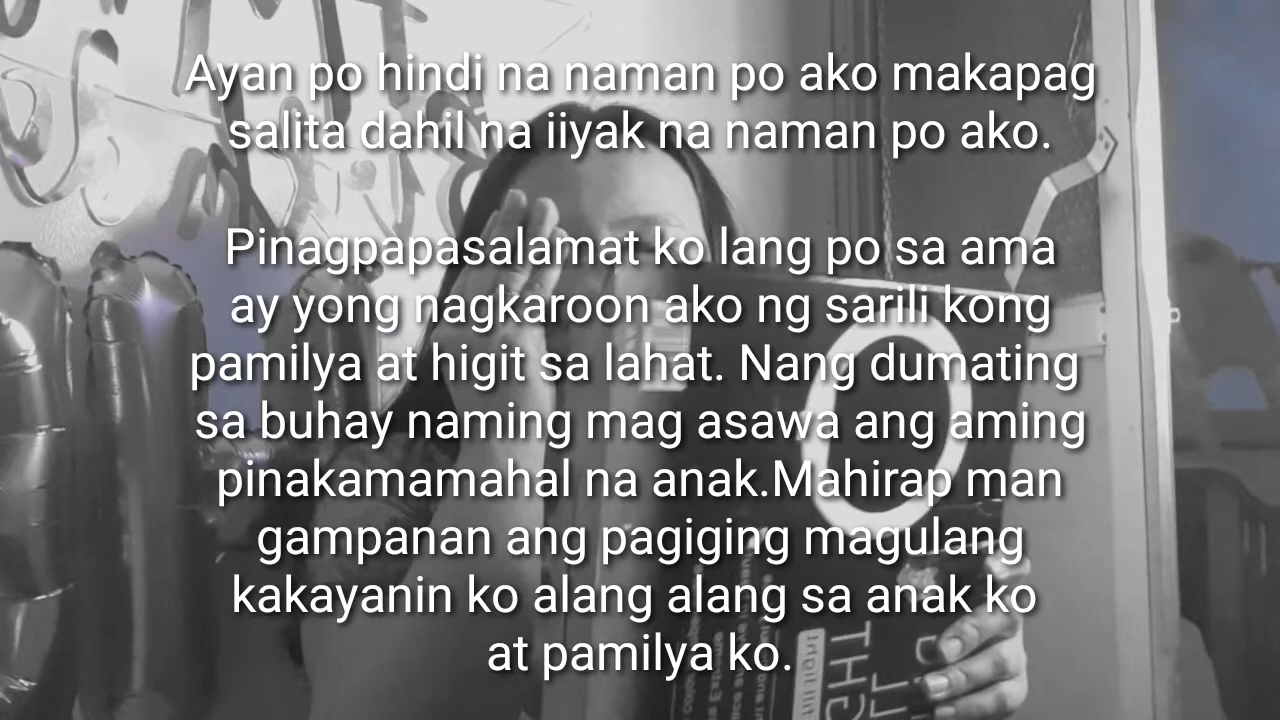 Ayan po hindi na naman po ako makapag
salita dahil na iiyak na naman po ako.
Pinagpapasalamat ko lang po sa ama
ay yong nagkaroon ako ng sarili kong
pamilya at higit sa lahat. Nang dumating
sa buhay naming mag asawa ang aming
pinakamamahal na anak.Mahirap man
gampanan ang pagiging magulang
kakayanin ko alang alang sa anak ko
at pamilya ko.